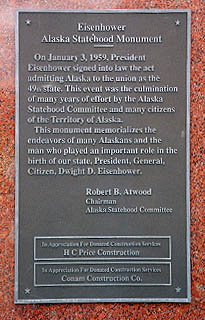 Eisenhower
Alaska Statehood Monument
On January 3, 1959, President
Eisenhower signed into law the act
admitting Alaska to the union as the
49th state. This event was the culmination
of many years of effort by the Alaska
Statehood Committee and many citizens
of the Territory of Alaska.
This monument memorializes the
endeavors of many Alaskans and the
man who played an important role in the
birth of our state, President, General,
Citizen, Dwight D. Eisenhower.
Robert B. Atwood
Chairman
Alaska Statehood Committee
In Appreciation For Donated Construction Services
H C Price Construction
In Appreciation For Donated Construction Services
Conam Construction Co.